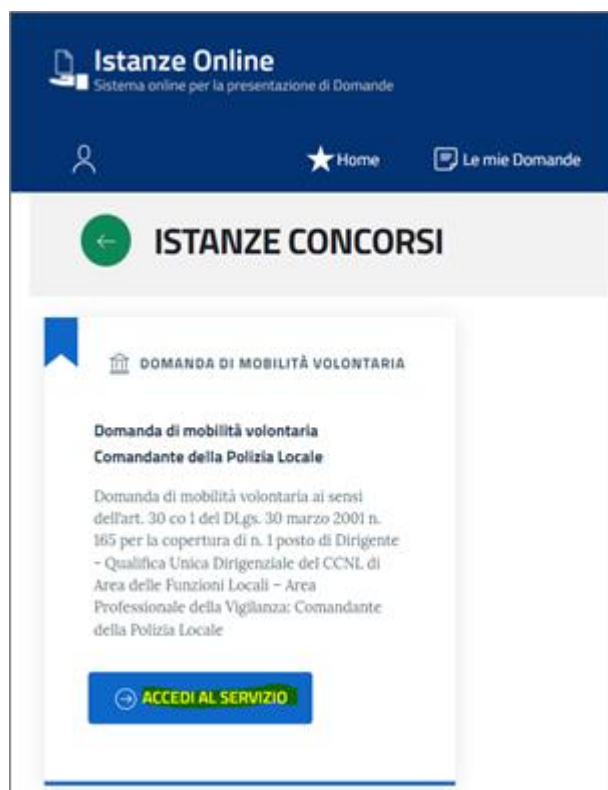 Istanze Online
Sistema online per la presentazione di Domande
Home
Le mie Domande
ISTANZE CONCORSI
DOMANDA DI MOBILITÀ VOLONTARIA
Domanda di mobilità volontaria
Comandante della Polizia Locale
Domanda di mobilità volontaria ai sensi
dell'art. 30 co 1 del DLgs. 30 marzo 2001 n.
165 per la copertura di n. 1 posto di Dirigente
- Qualifica Unica Dirigenziale del CCNL di
Area delle Funzioni Locali – Area
Professionale della Vigilanza: Comandante
della Polizia Locale
ACCEDI AL SERVIZIO